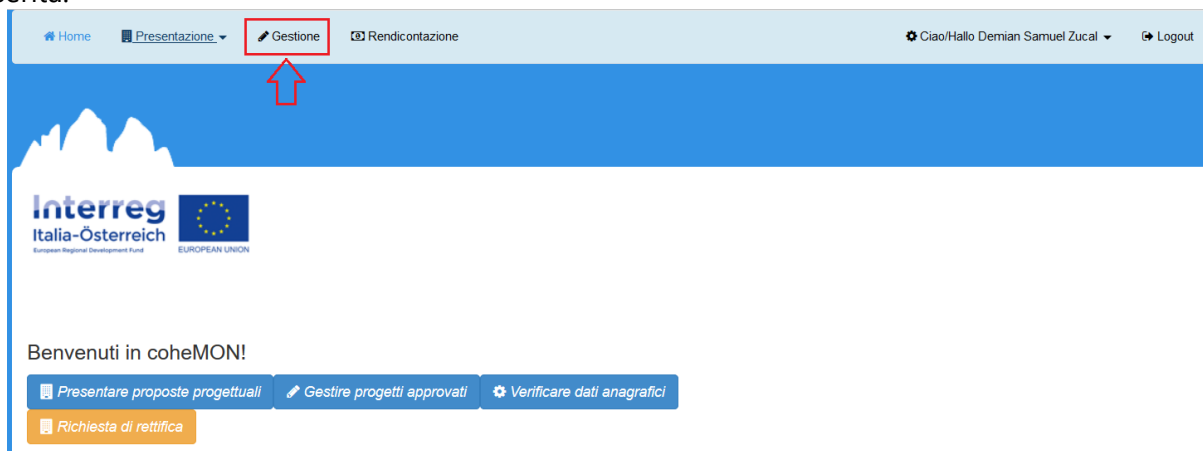 Home Presentazione Gestione Rendicontazione Ciao/Hallo Demian Samuel Zucal Logout
Interreg
Italia-Österreich
European Regional Development Fund EUROPEAN UNION
Benvenuti in coheMON!
Presentare proposte progettuali Gestire progetti approvati Verificare dati anagrafici
Richiesta di rettifica